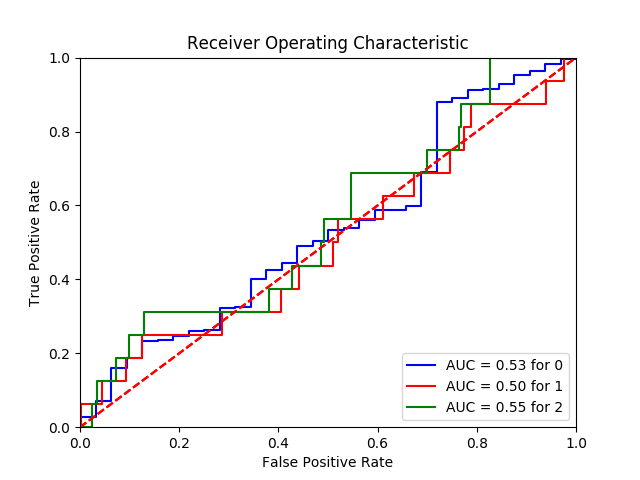 Receiver Operating Characteristic
True Positive Rate
1.0
0.8
0.6
0.4
0.2
0.0
AUC = 0.53 for 0
AUC = 0.50 for 1
AUC = 0.55 for 2
0.0 0.2 0.4 0.6 0.8 1.0
False Positive Rate